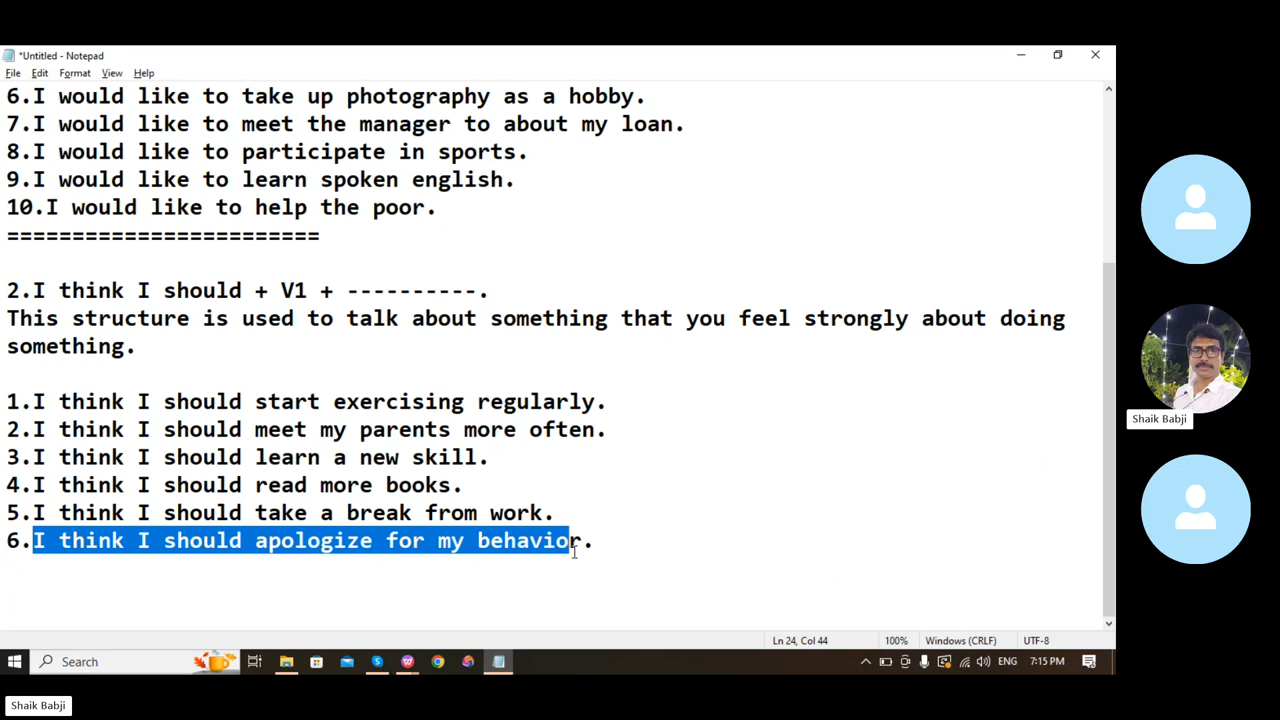 *Untitled - Notepad
File Edit Format View Help
6.I would like to take up photography as a hobby.
7.I would like to meet the manager to about my loan.
8.I would like to participate in sports.
9.I would like to learn spoken english.
10.I would like to help the poor.
========================
2.I think I should + V1 + ----------.
This structure is used to talk about something that you feel strongly about doing
something.
1.I think I should start exercising regularly.
2.I think I should meet my parents more often.
3.I think I should learn a new skill.
4.I think I should read more books.
5.I think I should take a break from work.
6.I think I should apologize for my behavior.
Shaik Babji
Ln 24, Col 44 100% Windows (CRLF) UTF-8
Search ENG 7:15 PM
Shaik Babji